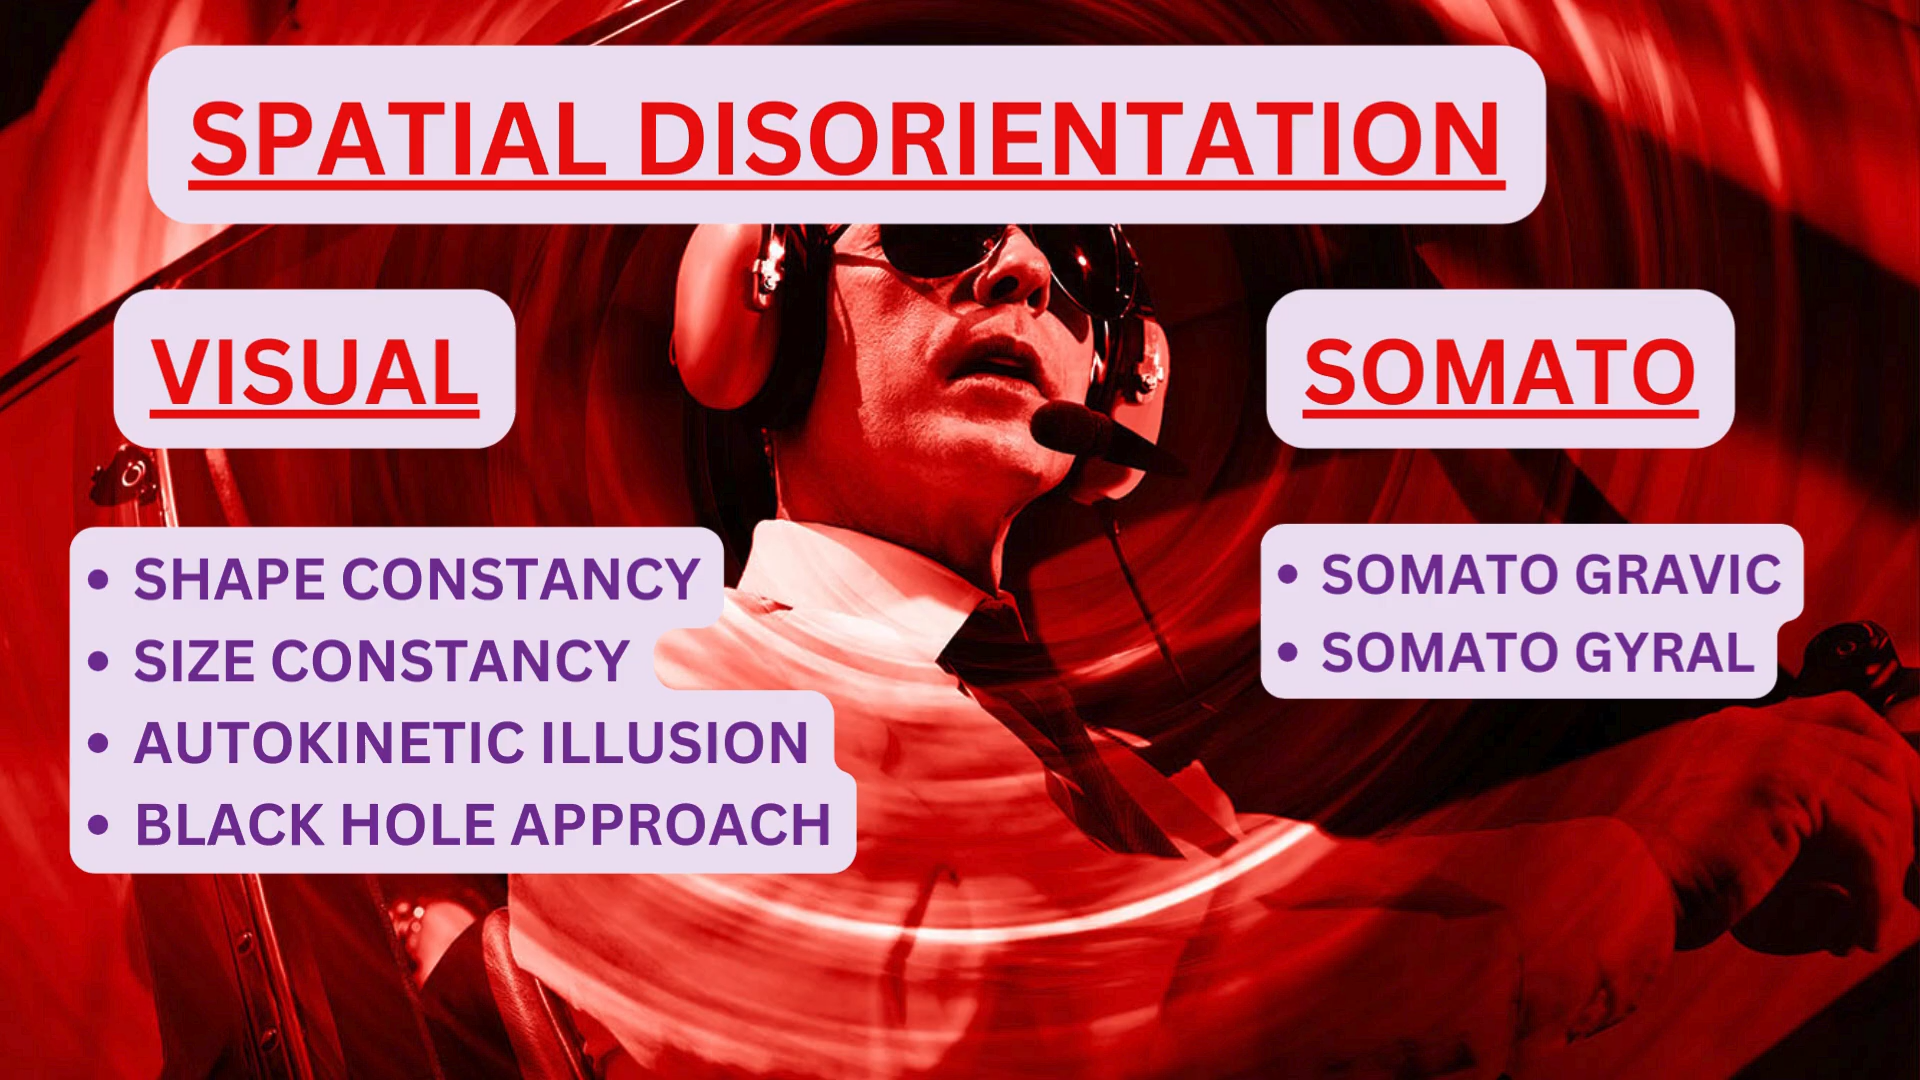 SPATIAL DISORIENTATION
VISUAL
• SHAPE CONSTANCY
• SIZE CONSTANCY
• AUTOKINETIC ILLUSION
• BLACK HOLE APPROACH
SOMATO
• SOMATO GRAVIC
• SOMATO GYRAL